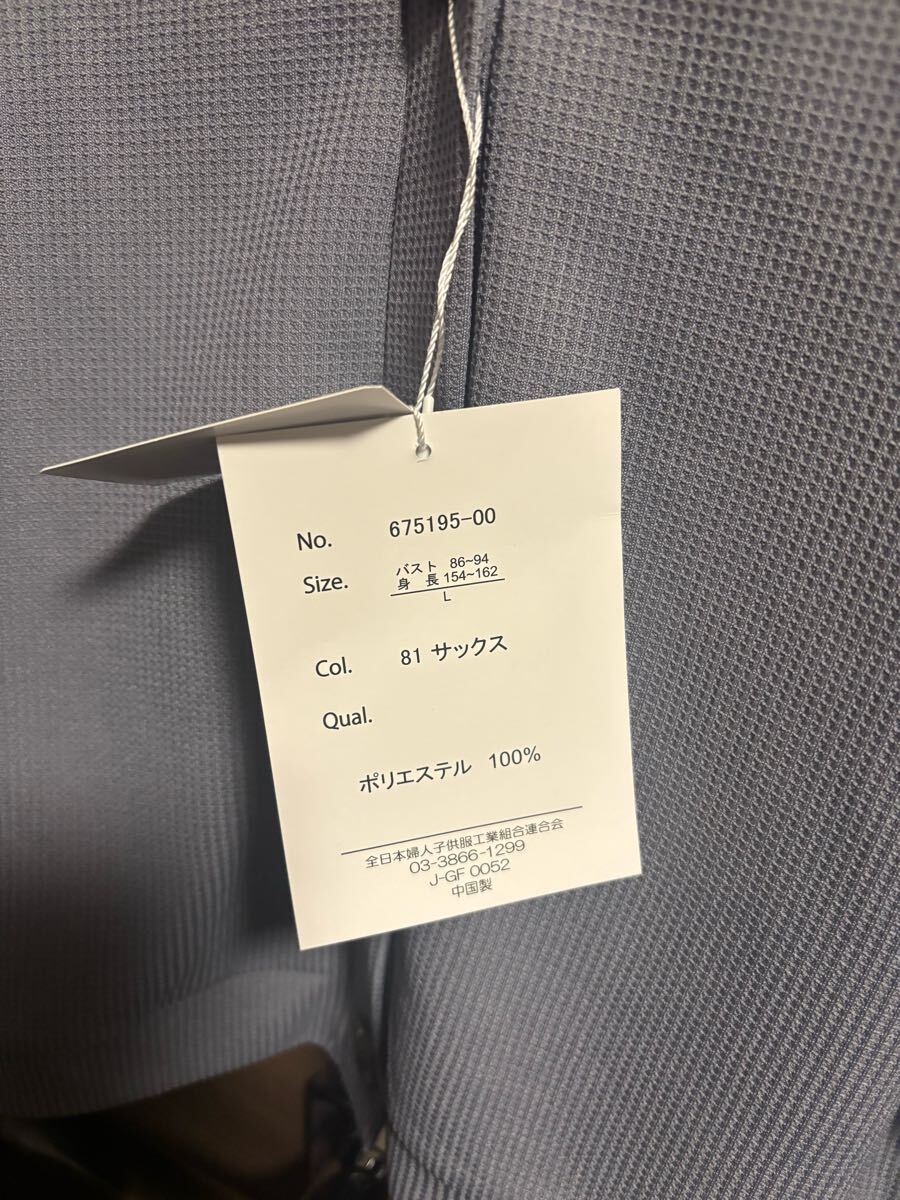 No. 675195-00
Size. バスト 86~94
身 長 154~162
L
Col. 81 サックス
Qual.
ポリエステル 100%
全日本婦人子供服工業組合連合会
03-3866-1299
J-GF 0052
中国製